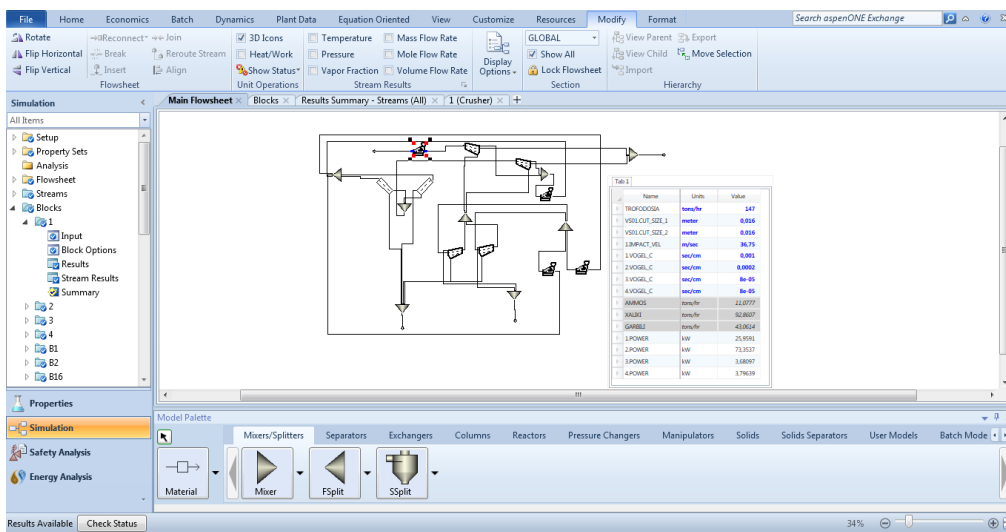 File Home Economics Batch Dynamics Plant Data Equation Oriented View Customize Resources Modify Format Search aspenONE Exchange
Rotate Reconnect Join 3D Icons Temperature Mass Flow Rate GLOBAL View Parent Show All
Flip Horizontal Break Reroute Stream Heat/Work Pressure Mole Flow Rate Show All View Child Move Selection
Flip Vertical Insert Align Show Status Vapor Fraction Volume Flow Rate Display Options Lock Flowsheet Import
Flowsheet Unit Operations Stream Results Section Hierarchy
Simulation Main Flowsheet Blocks Results Summary - Streams (All) 1 (Crusher)
All Items
Setup
Property Sets
Analysis
Flowsheet
Streams
Blocks
1
Input
Block Options
Results
Stream Results
Summary
2
3
4
B1
B2
B16
Tab 1
Name Units Value
TROFODOSIA tons/hr 147
VS01.CUT_SIZE_1 meter 0,016
VS01.CUT_SIZE_2 meter 0,016
1.IMPACT_VEL m/sec 36,75
1.VOGEL_C sec/cm 0,001
2.VOGEL_C sec/cm 0,0002
3.VOGEL_C sec/cm 8e-05
4.VOGEL_C sec/cm 8e-05
AMMOS tons/hr 11,0777
XALIKI tons/hr 92,8607
GARBILI tons/hr 43,0614
1.POWER kW 25,9591
2.POWER kW 73,3537
3.POWER kW 3,68097
4.POWER kW 3,79639
Properties
Simulation
Safety Analysis
Energy Analysis
Model Palette
Mixers/Splitters Separators Exchangers Columns Reactors Pressure Changers Manipulators Solids Solids Separators User Models Batch Mode
Material Mixer FSplit SSplit
Results Available Check Status 34%